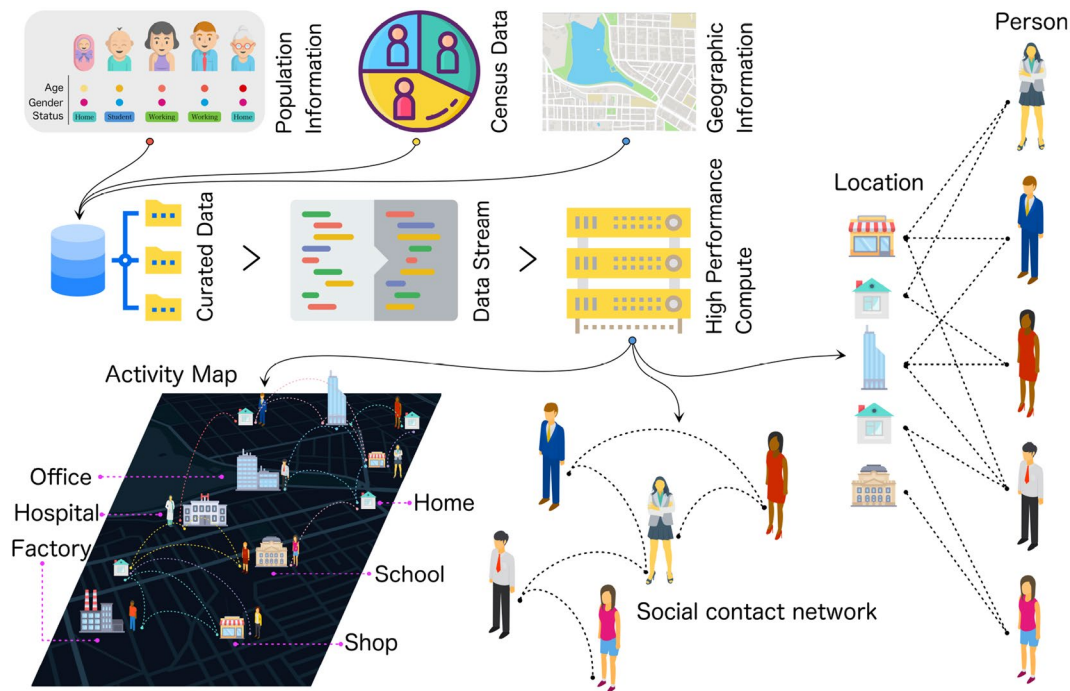 Age
Gender
Status
Home
Student
Working
Working
Home
Population
Information
Census Data
Geographic
Information
Person
Location
Curated Data
Data Stream
High Performance
Compute
Activity Map
Office
Hospital
Factory
Home
School
Shop
Social contact network